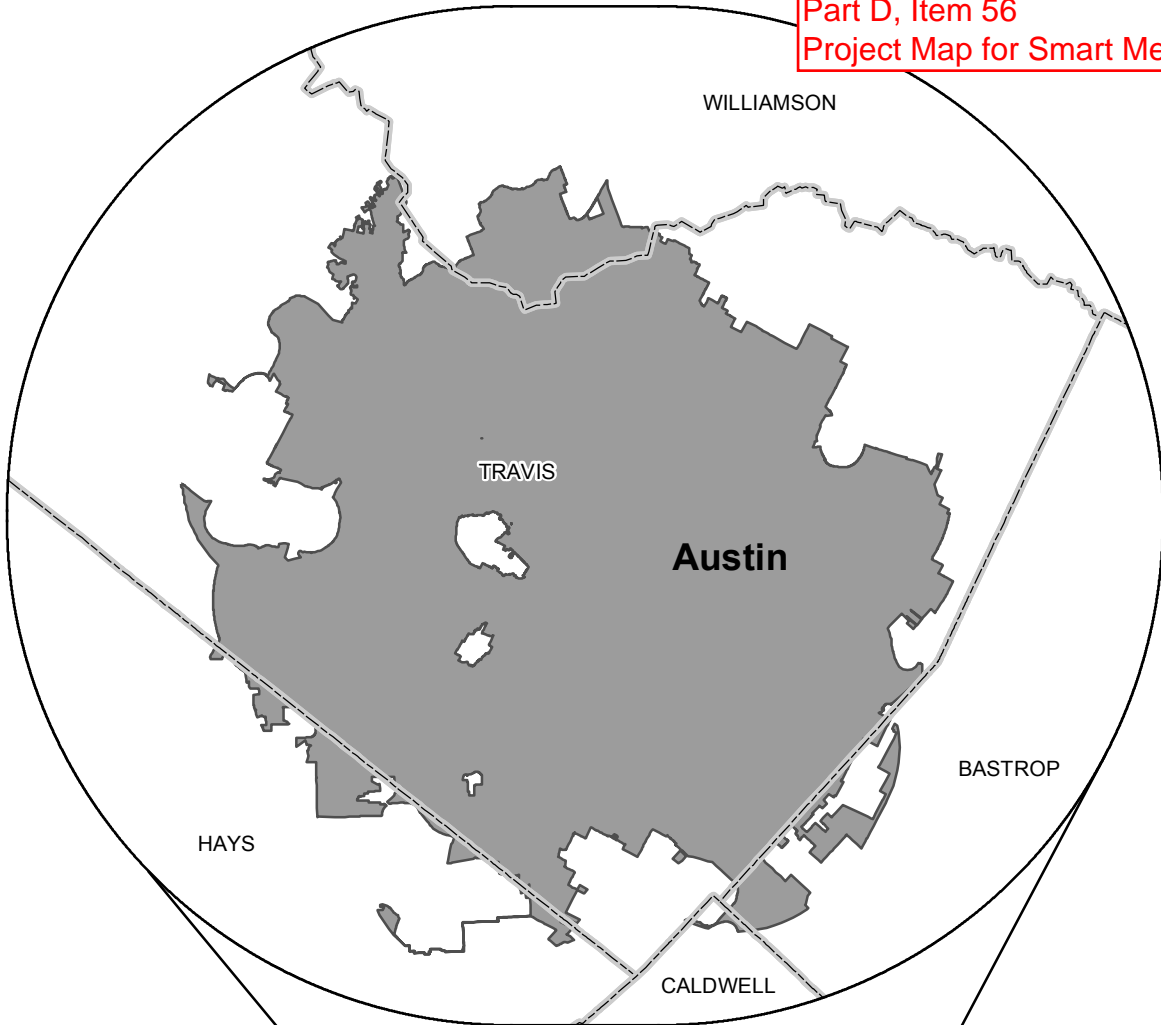 Part D, Item 56
Project Map for Smart Me
WILLIAMSON
TRAVIS
Austin
BASTROP
HAYS
CALDWELL